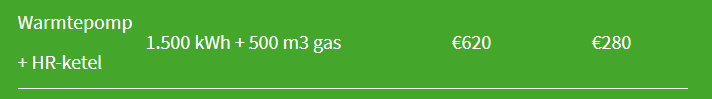 Warmtepomp
1.500 kWh + 500 m3 gas €620 €280
+ HR-ketel